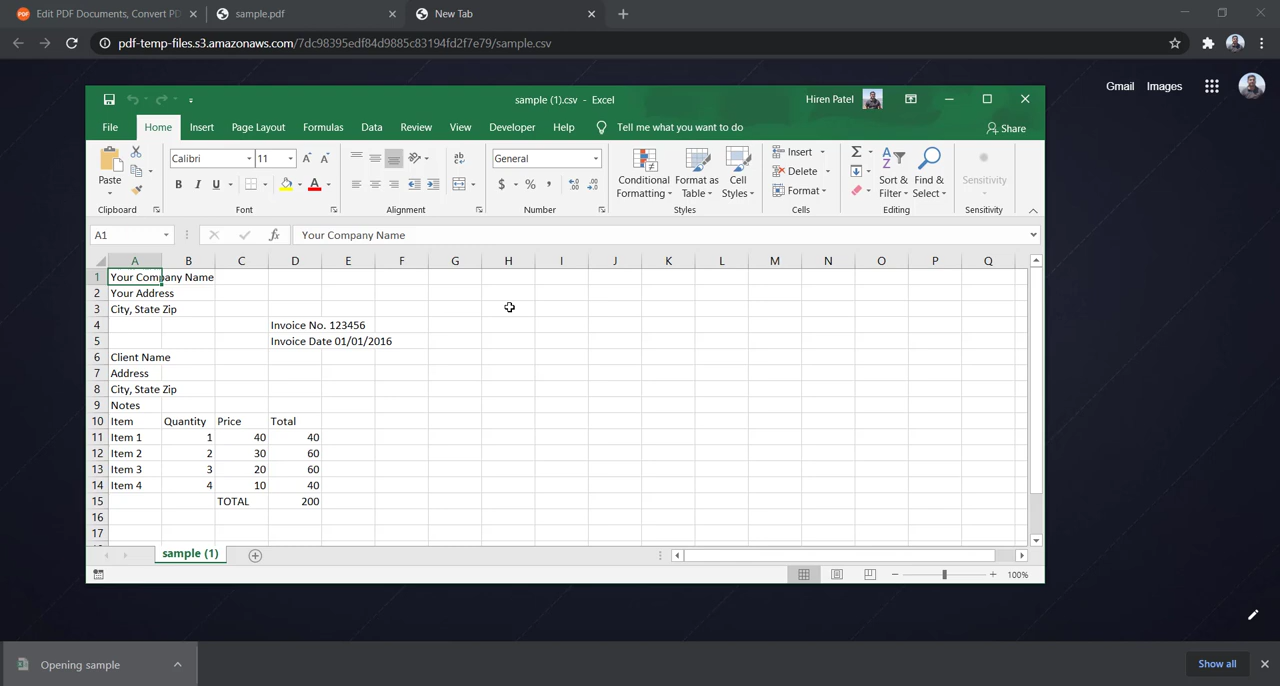 Edit PDF Documents, Convert PD
sample.pdf
New Tab
pdf-temp-files.s3.amazonaws.com/7dc98395edf84d9885c83194fd2f7e79/sample.csv
Gmail Images
sample (1).csv - Excel
Hiren Patel
File Home Insert Page Layout Formulas Data Review View Developer Help Tell me what you want to do
Share
Paste
Clipboard
Calibri 11
B I U
Font
ab
Alignment
General
$ % ,
Number
Conditional Formatting
Format as Table
Cell Styles
Styles
Insert
Delete
Format
Cells
Sort & Filter
Find & Select
Editing
Sensitivity
Sensitivity
A1 fx Your Company Name
A B C D E F G H I J K L M N O P Q
1 Your Company Name
2 Your Address
3 City, State Zip
4 Invoice No. 123456
5 Invoice Date 01/01/2016
6 Client Name
7 Address
8 City, State Zip
9 Notes
10 Item Quantity Price Total
11 Item 1 1 40 40
12 Item 2 2 30 60
13 Item 3 3 20 60
14 Item 4 4 10 40
15 TOTAL 200
16
17
sample (1)
100%
Opening sample
Show all